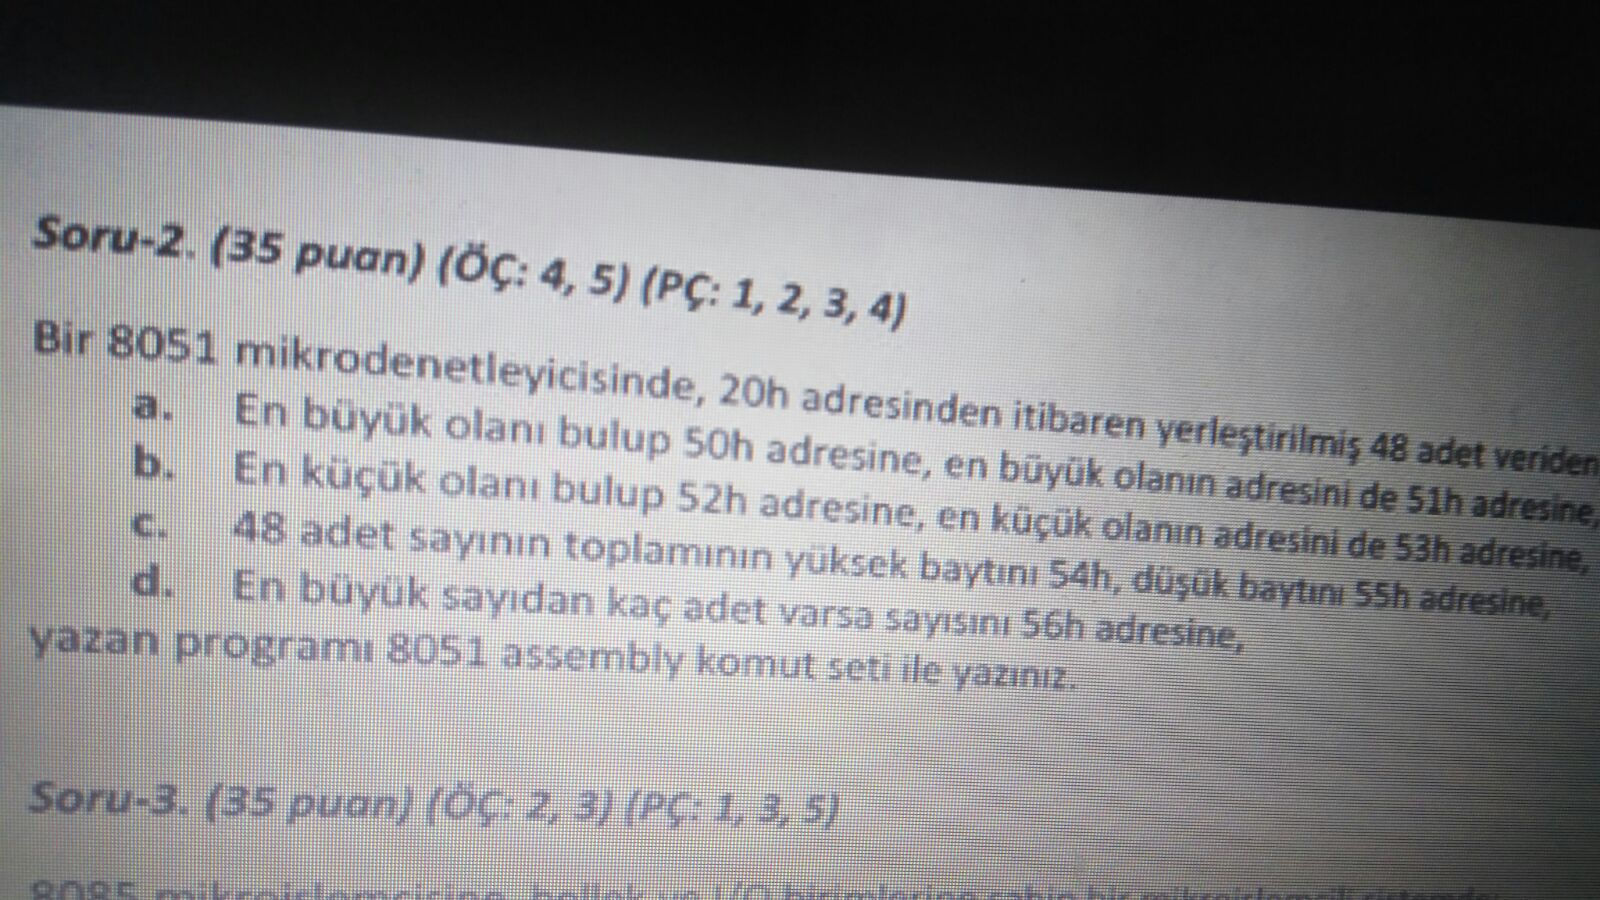 Soru-2. (35 puan) (ÖÇ: 4, 5) (PÇ: 1, 2, 3, 4)
Bir 8051 mikrodenetleyicisinde, 20h adresinden itibaren yerleştirilmiş 48 adet veriden
a. En büyük olanı bulup 50h adresine, en büyük olanın adresini de 51h adresine,
b. En küçük olanı bulup 52h adresine, en küçük olanın adresini de 53h adresine,
c. 48 adet sayının toplamının yüksek baytını 54h, düşük baytını 55h adresine,
d. En büyük sayıdan kaç adet varsa sayısını 56h adresine,
yazan programı 8051 assembly komut seti ile yazınız.
Soru-3. (35 puan) (ÖÇ: 2, 3) (PÇ: 1, 3, 5)